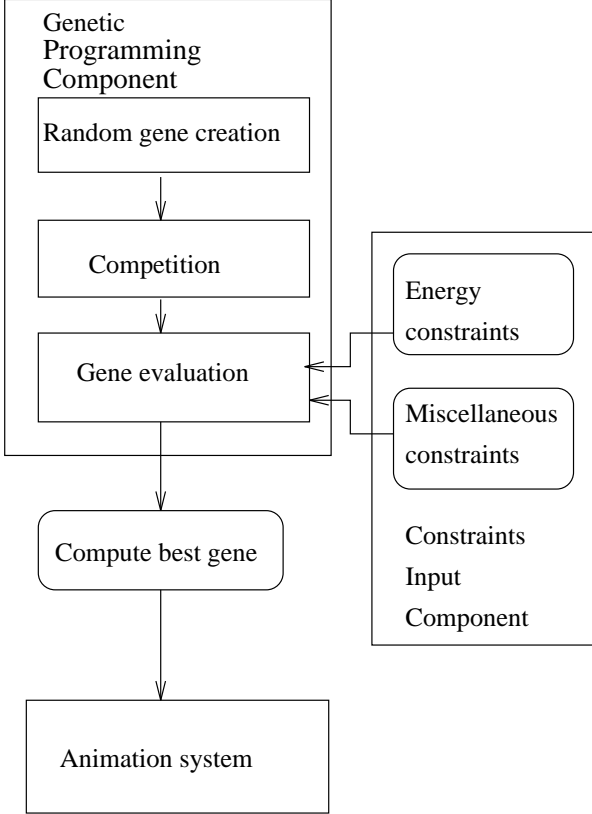 Genetic
Programming
Component
Random gene creation
Competition
Gene evaluation
Energy
constraints
Miscellaneous
constraints
Constraints
Input
Component
Compute best gene
Animation system